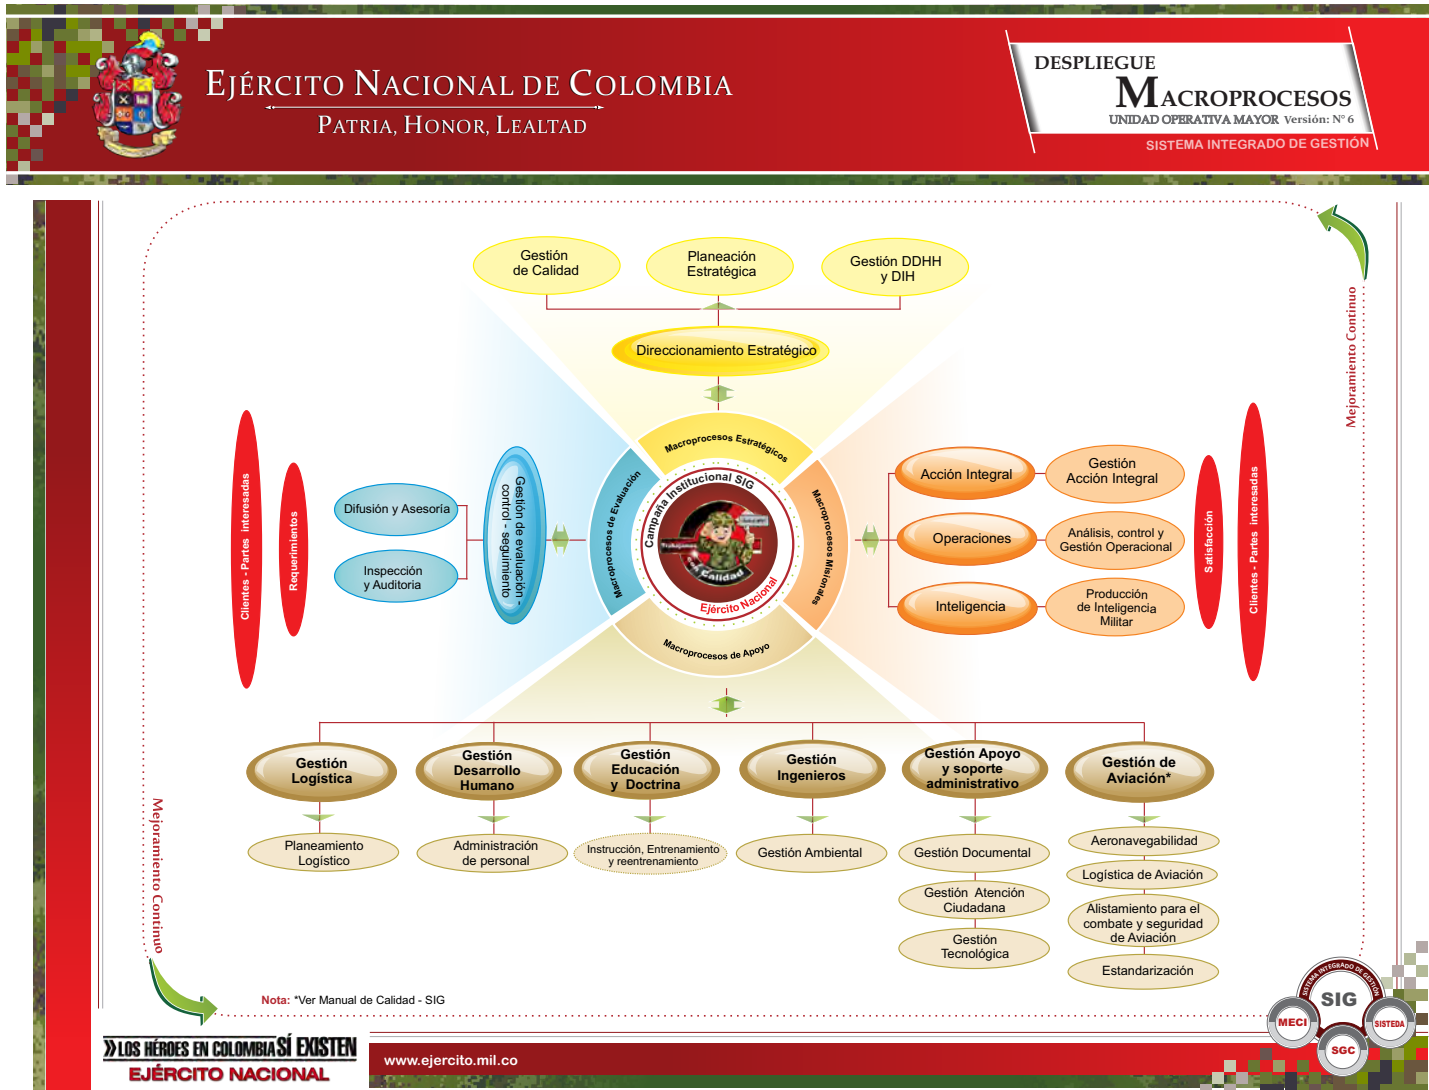 EJÉRCITO NACIONAL DE COLOMBIA
PATRIA, HONOR, LEALTAD
DESPLIEGUE
MACROPROCESOS
UNIDAD OPERATIVA MAYOR Versión: N° 6
SISTEMA INTEGRADO DE GESTIÓN
Mejoramiento Continuo
Gestión
de Calidad
Planeación
Estratégica
Gestión DDHH
y DIH
Direccionamiento Estratégico
Macroprocesos Estratégicos
Clientes - Partes interesadas
Requerimientos
Difusión y Asesoría
Inspección
y Auditoria
Gestión de evaluación -
control - seguimiento
Macroprocesos de Evaluación
Campaña Institucional SIG
Calidad
Ejército Nacional
Macroprocesos Misionales
Macroprocesos de Apoyo
Acción Integral
Gestión
Acción Integral
Operaciones
Análisis, control y
Gestión Operacional
Inteligencia
Producción
de Inteligencia
Militar
Satisfacción
Clientes - Partes interesadas
Gestión
Logística
Gestión
Desarrollo
Humano
Gestión
Educación
y Doctrina
Gestión
Ingenieros
Gestión Apoyo
y soporte
administrativo
Gestión de
Aviación*
Planeamiento
Logístico
Administración
de personal
Instrucción, Entrenamiento
y reentrenamiento
Gestión Ambiental
Gestión Documental
Gestión Atención
Ciudadana
Gestión
Tecnológica
Aeronavegabilidad
Logística de Aviación
Alistamiento para el
combate y seguridad
de Aviación
Estandarización
Mejoramiento Continuo
Nota: *Ver Manual de Calidad - SIG
LOS HÉROES EN COLOMBIA SÍ EXISTEN
EJÉRCITO NACIONAL
www.ejercito.mil.co
SISTEMA INTEGRADO DE GESTIÓN
SIG
MECI
SGC
SISTEDA